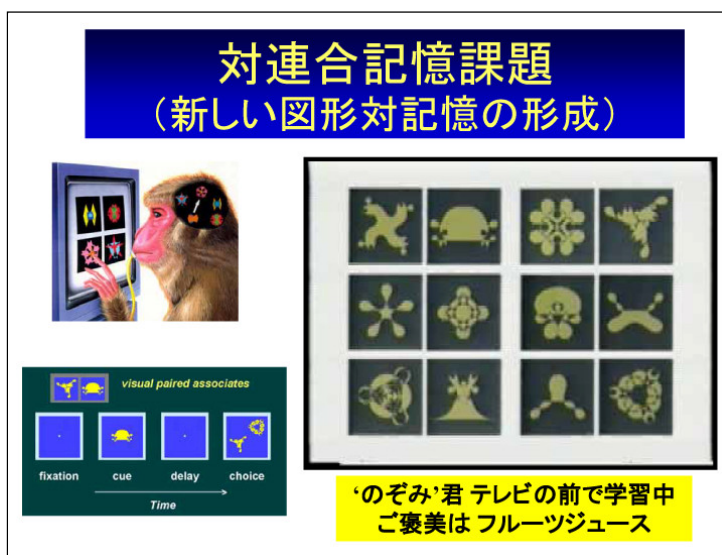 対連合記憶課題
（新しい図形対記憶の形成）
visual paired associates
fixation cue delay choice
Time
‘のぞみ’君 テレビの前で学習中
ご褒美は フルーツジュース